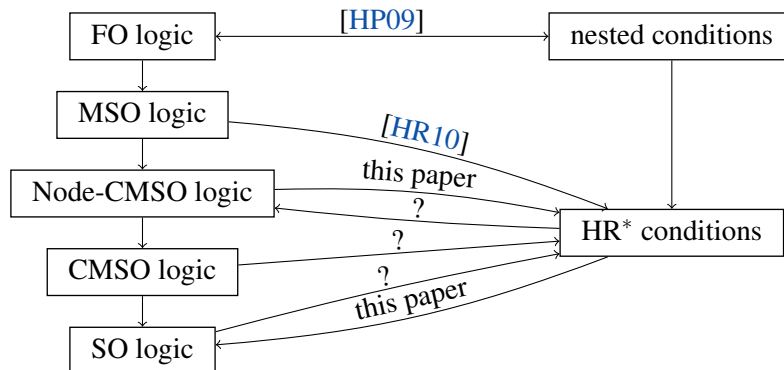 FO logic
[HP09]
nested conditions
MSO logic
[HR10]
this paper
Node-CMSO logic
?
HR* conditions
?
CMSO logic
?
this paper
SO logic